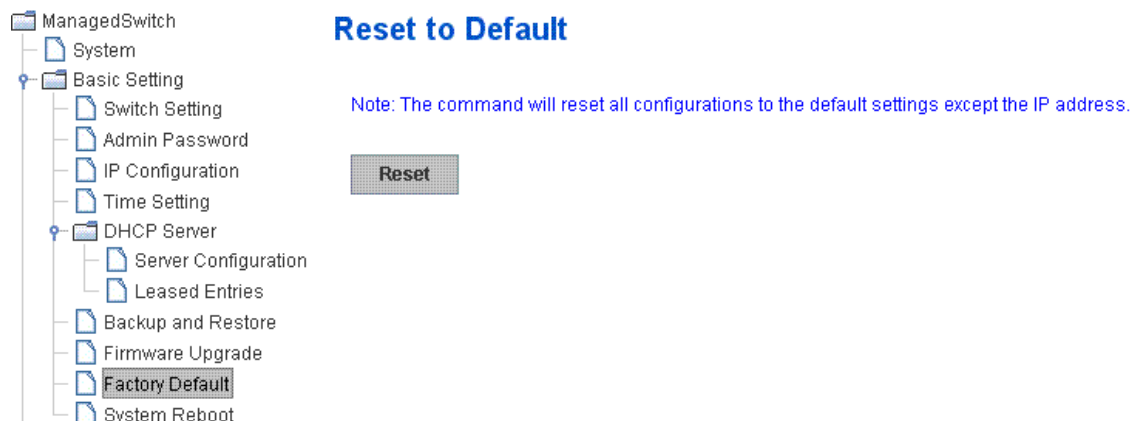 ManagedSwitch
System
Basic Setting
Switch Setting
Admin Password
IP Configuration
Time Setting
DHCP Server
Server Configuration
Leased Entries
Backup and Restore
Firmware Upgrade
Factory Default
System Reboot
Reset to Default
Note: The command will reset all configurations to the default settings except the IP address.
Reset